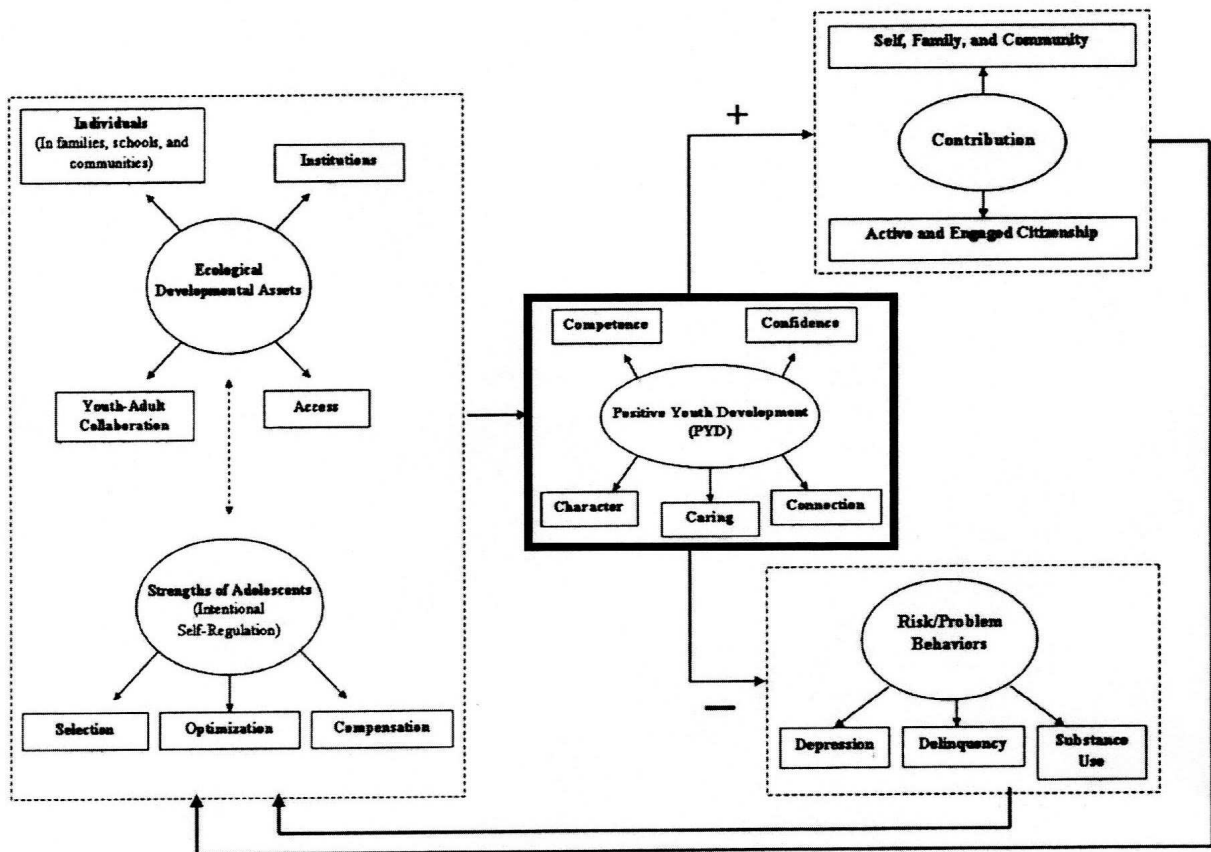 Individuals
(In families, schools, and
communities)
Institutions
Ecological
Developmental Assets
Youth-Adult
Collaboration
Access
Strengths of Adolescents
(Intentional
Self-Regulation)
Selection
Optimization
Compensation
Competence
Confidence
Positive Youth Development
(PYD)
Character
Caring
Connection
+
Self, Family, and Community
Contribution
Active and Engaged Citizenship
—
Risk/Problem
Behaviors
Depression
Delinquency
Substance
Use